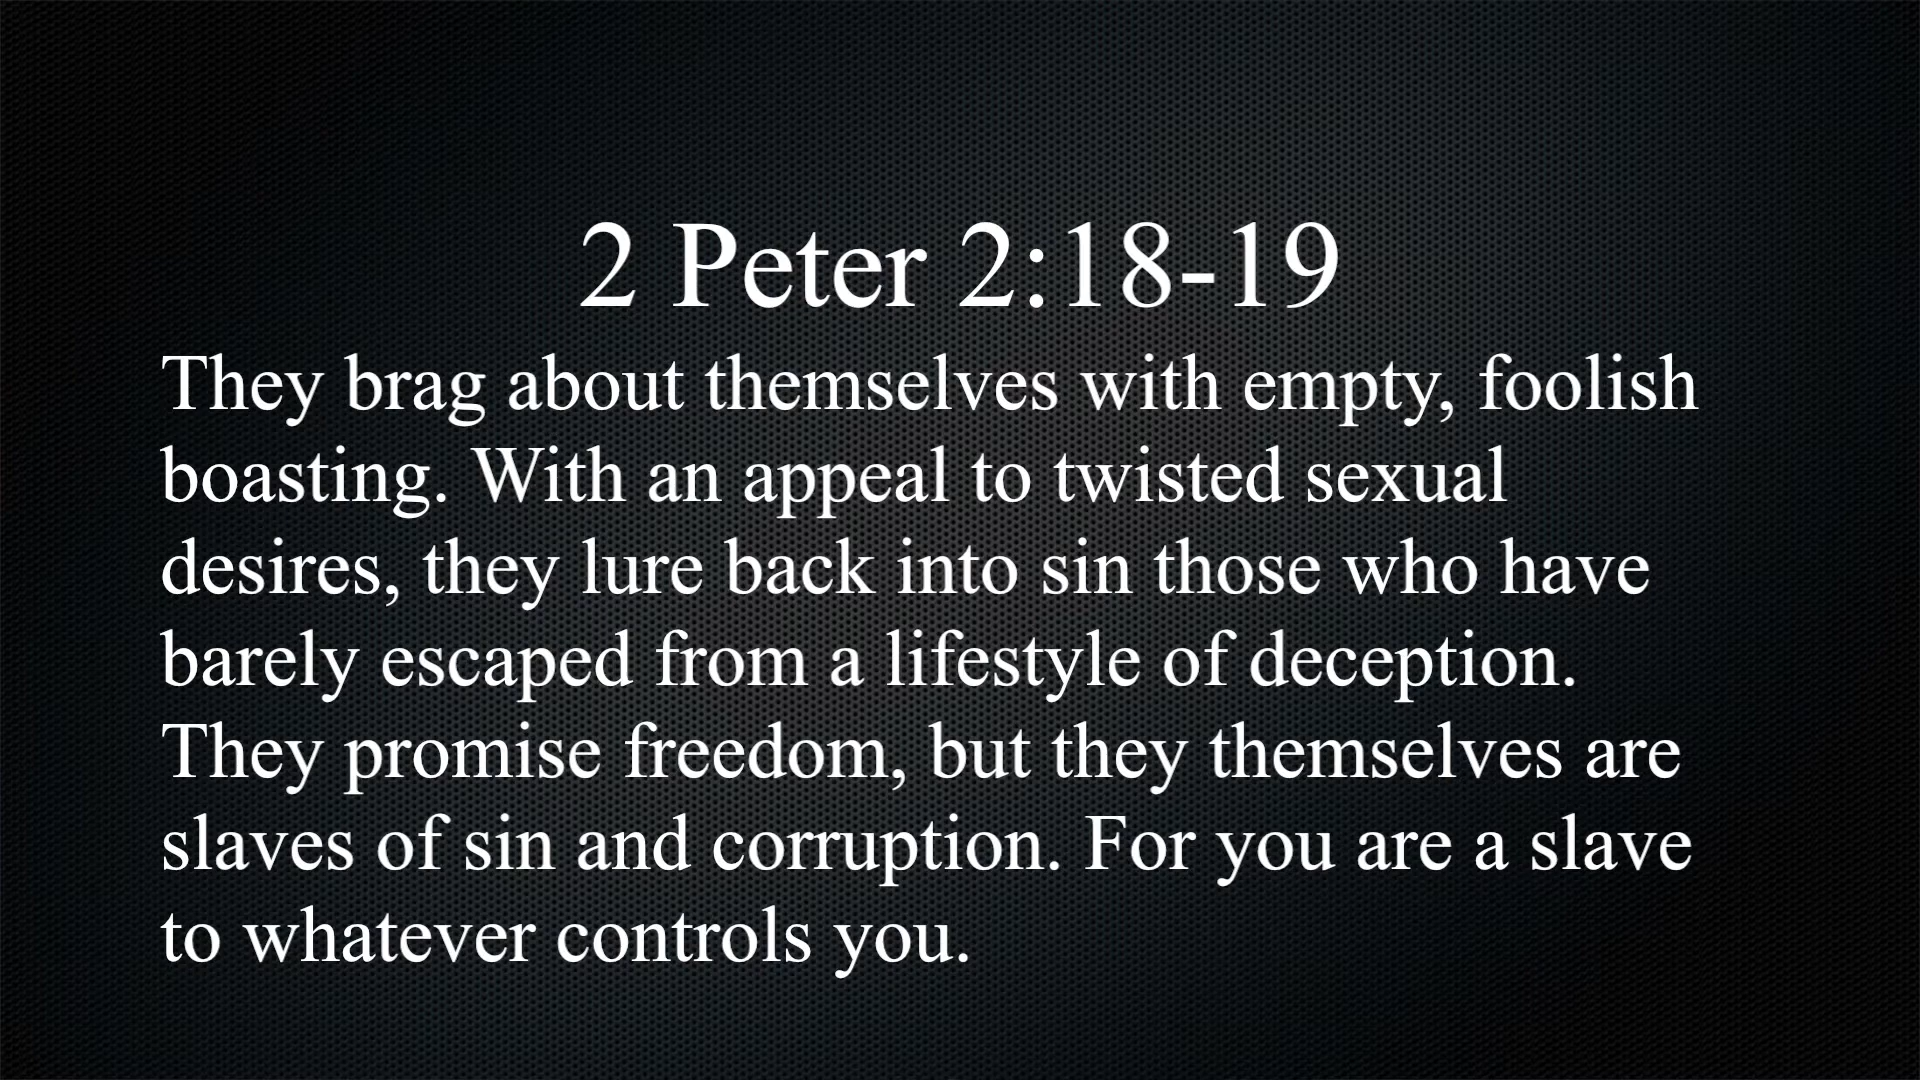 2 Peter 2:18-19
They brag about themselves with empty, foolish
boasting. With an appeal to twisted sexual
desires, they lure back into sin those who have
barely escaped from a lifestyle of deception.
They promise freedom, but they themselves are
slaves of sin and corruption. For you are a slave
to whatever controls you.